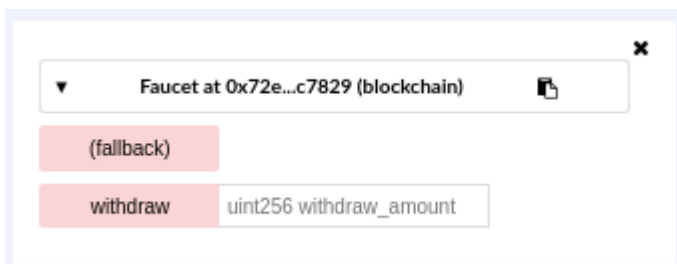 Faucet at 0x72e...c7829 (blockchain)
(fallback)
withdraw uint256 withdraw_amount